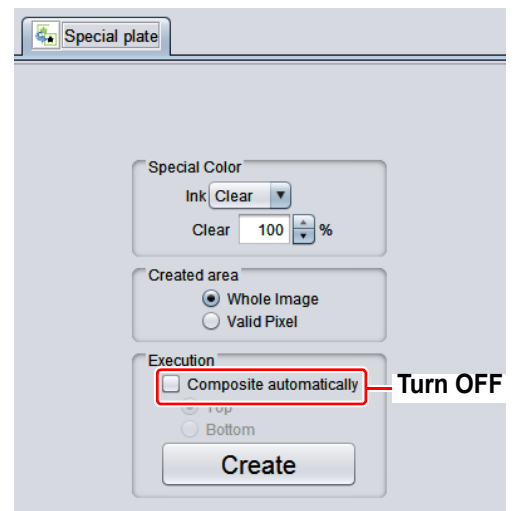 Special plate
Special Color
Ink Clear
Clear 100 %
Created area
Whole Image
Valid Pixel
Execution
Composite automatically Turn OFF
Top
Bottom
Create